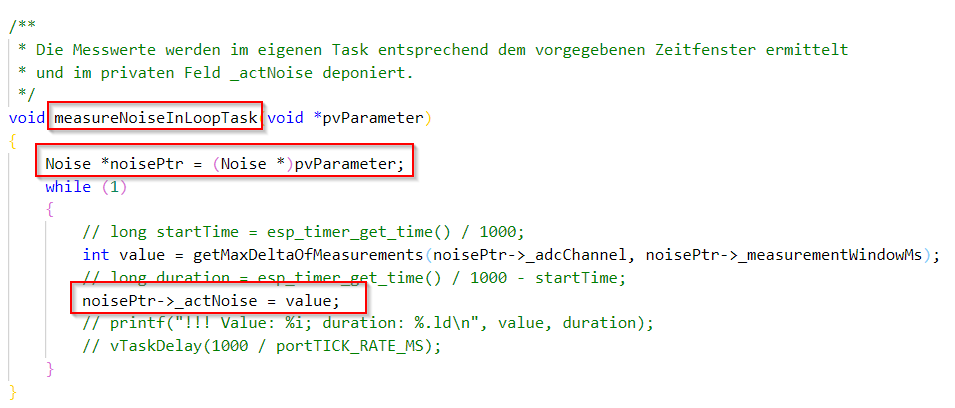 /**
* Die Messwerte werden im eigenen Task entsprechend dem vorgegebenen Zeitfenster ermittelt
* und im privaten Feld _actNoise deponiert.
*/
void measureNoiseInLoopTask(void *pvParameter)
{
Noise *noisePtr = (Noise *)pvParameter;
while (1)
{
// long startTime = esp_timer_get_time() / 1000;
int value = getMaxDeltaOfMeasurements(noisePtr->_adcChannel, noisePtr->_measurementWindowMs);
// long duration = esp_timer_get_time() / 1000 - startTime;
noisePtr->_actNoise = value;
// printf("!!! Value: %i; duration: %.ld\n", value, duration);
// vTaskDelay(1000 / portTICK_RATE_MS);
}
}